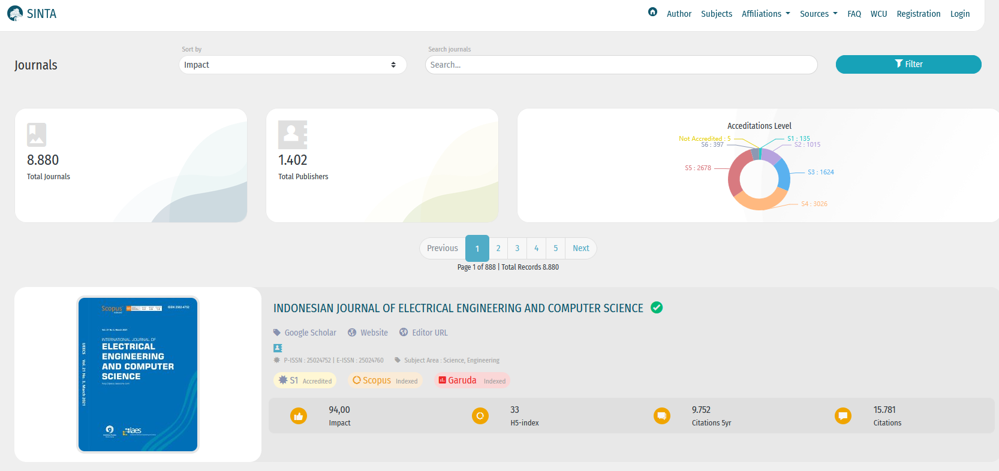 SINTA
Author Subjects Affiliations Sources FAQ WCU Registration Login
Journals
Sort by
Impact
Search journals
Search...
Filter
8.880
Total Journals
1.402
Total Publishers
Acceditations Level
Not Accredited : 5
S1 : 135
S6 : 397
S2 : 1015
S5 : 2678
S3 : 1624
S4 : 3026
Previous 1 2 3 4 5 Next
Page 1 of 888 | Total Records 8.880
Scopus
Indexed
ISSN 2502-4752
Vol. 21 No 3, March 2021
INTERNATIONAL JOURNAL OF
ELECTRICAL
ENGINEERING
AND COMPUTER
SCIENCE
http://ijeecs.iaescore.com
IJEECS Vol. 21 No. 3, March 2021
iaes
INDONESIAN JOURNAL OF ELECTRICAL ENGINEERING AND COMPUTER SCIENCE
Google Scholar Website Editor URL
P-ISSN : 25024752 | E-ISSN : 25024760 Subject Area : Science, Engineering
S1 Accredited Scopus Indexed Garuda Indexed
94,00
Impact
33
H5-index
9.752
Citations 5yr
15.781
Citations